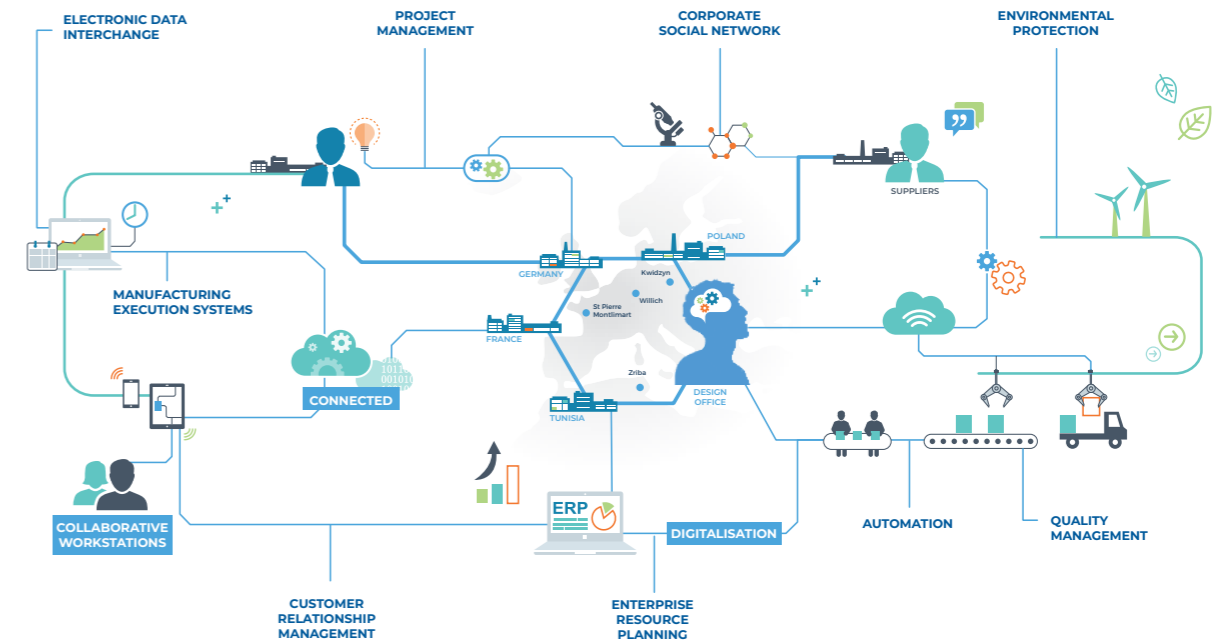 ELECTRONIC DATA
INTERCHANGE
PROJECT
MANAGEMENT
CORPORATE
SOCIAL NETWORK
ENVIRONMENTAL
PROTECTION
SUPPLIERS
POLAND
GERMANY
Kwidzyn
Willich
St Pierre
Montlimart
MANUFACTURING
EXECUTION SYSTEMS
FRANCE
CONNECTED
Zriba
DESIGN
OFFICE
TUNISIA
ERP
COLLABORATIVE
WORKSTATIONS
DIGITALISATION
AUTOMATION
QUALITY
MANAGEMENT
CUSTOMER
RELATIONSHIP
MANAGEMENT
ENTERPRISE
RESOURCE
PLANNING